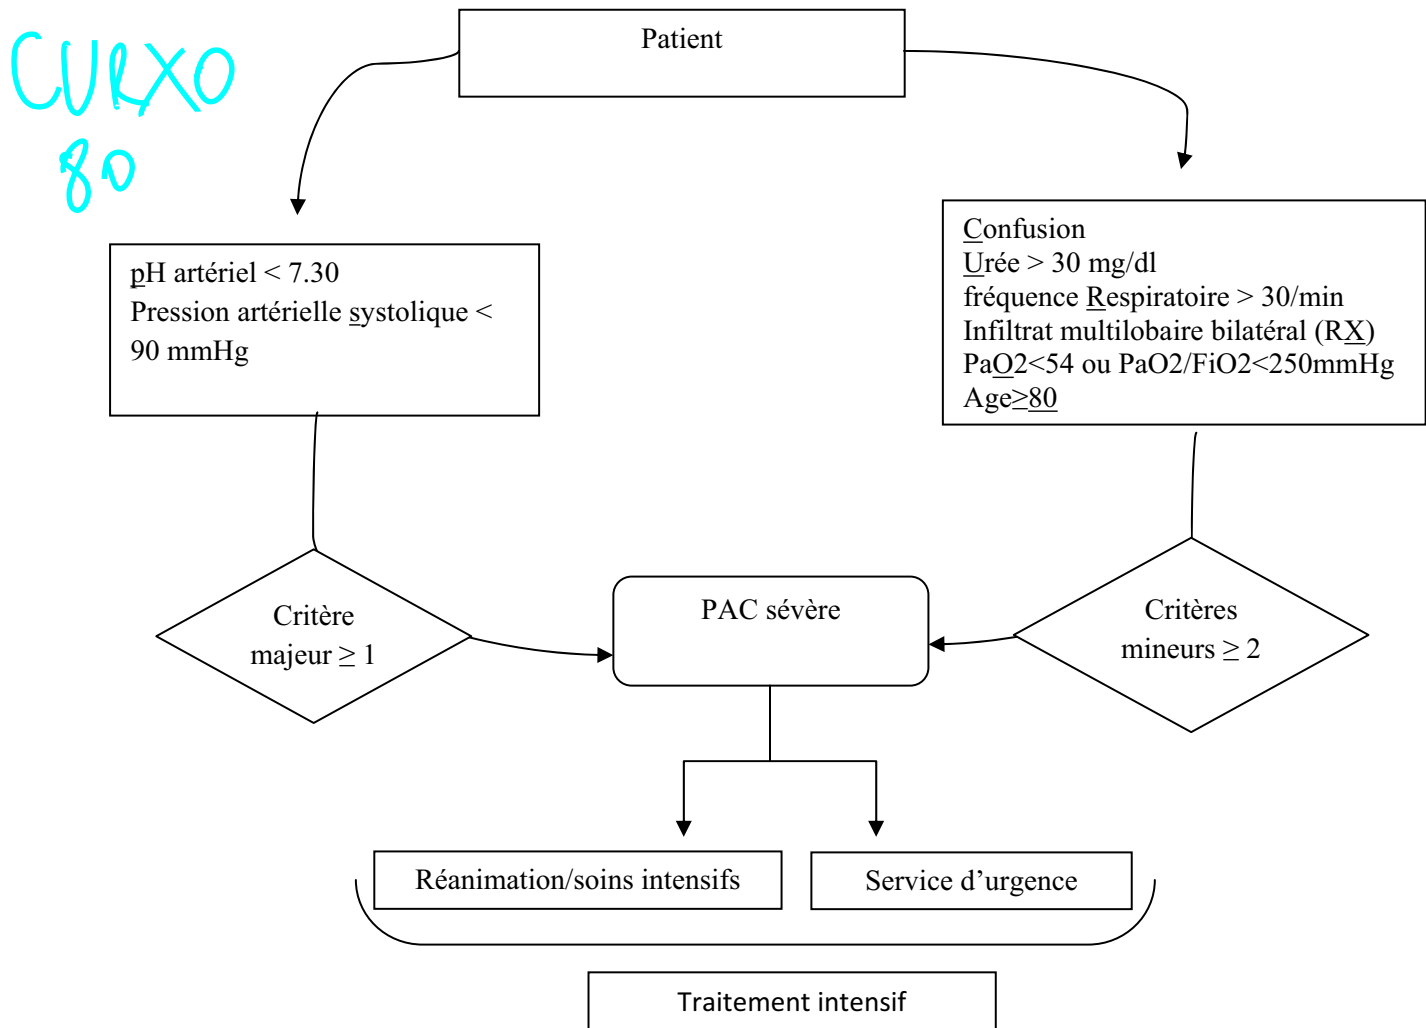 CURXO
80
Patient
pH artériel < 7.30
Pression artérielle systolique <
90 mmHg
Confusion
Urée > 30 mg/dl
fréquence Respiratoire > 30/min
Infiltrat multilobaire bilatéral (RX)
PaO2<54 ou PaO2/FiO2<250mmHg
Age≥80
Critère
majeur ≥ 1
PAC sévère
Critères
mineurs ≥ 2
Réanimation/soins intensifs
Service d’urgence
Traitement intensif